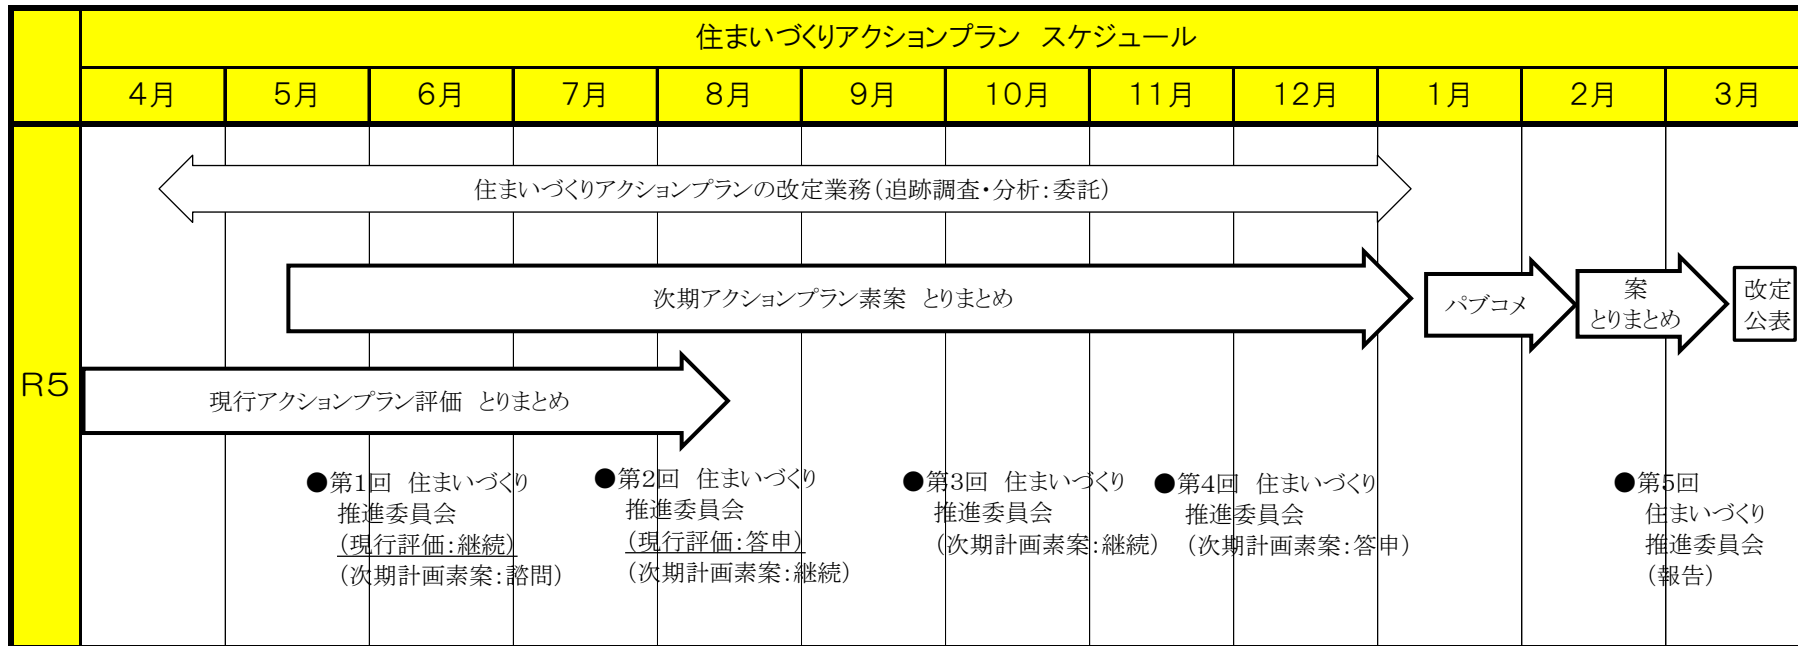 住まいづくりアクションプラン　スケジュール
4月
5月
6月
7月
8月
9月
10月
11月
12月
1月
2月
3月
R5
住まいづくりアクションプランの改定業務（追跡調査・分析：委託）
次期アクションプラン素案　とりまとめ
パブコメ
案
とりまとめ
改定
公表
現行アクションプラン評価　とりまとめ
●第1回　住まいづくり
推進委員会
（現行評価：継続）
（次期計画素案：諮問）
●第2回　住まいづくり
推進委員会
（現行評価：答申）
（次期計画素案：継続）
●第3回　住まいづくり
推進委員会
（次期計画素案：継続）
●第4回　住まいづくり
推進委員会
（次期計画素案：答申）
●第5回
住まいづくり
推進委員会
（報告）